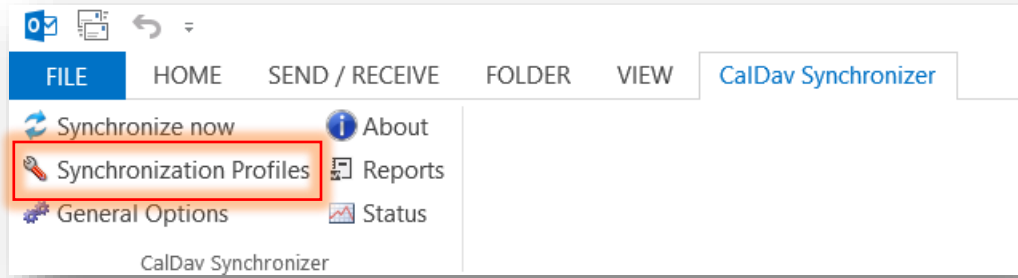 FILE HOME SEND / RECEIVE FOLDER VIEW CalDav Synchronizer
Synchronize now About
Synchronization Profiles Reports
General Options Status
CalDav Synchronizer